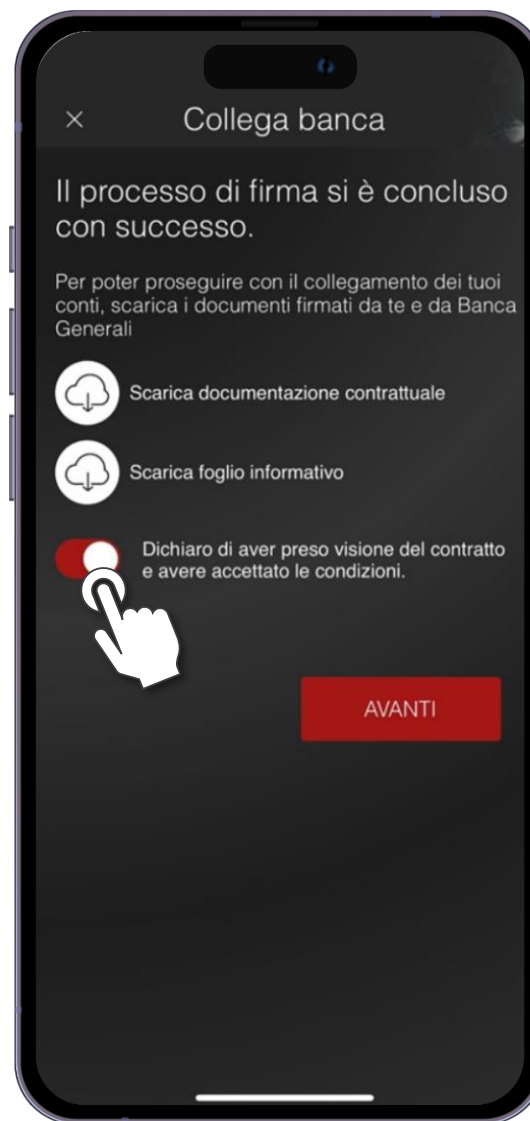 Collega banca
Il processo di firma si è concluso
con successo.
Per poter proseguire con il collegamento dei tuoi
conti, scarica i documenti firmati da te e da Banca
Generali
Scarica documentazione contrattuale
Scarica foglio informativo
Dichiaro di aver preso visione del contratto
e avere accettato le condizioni.
AVANTI